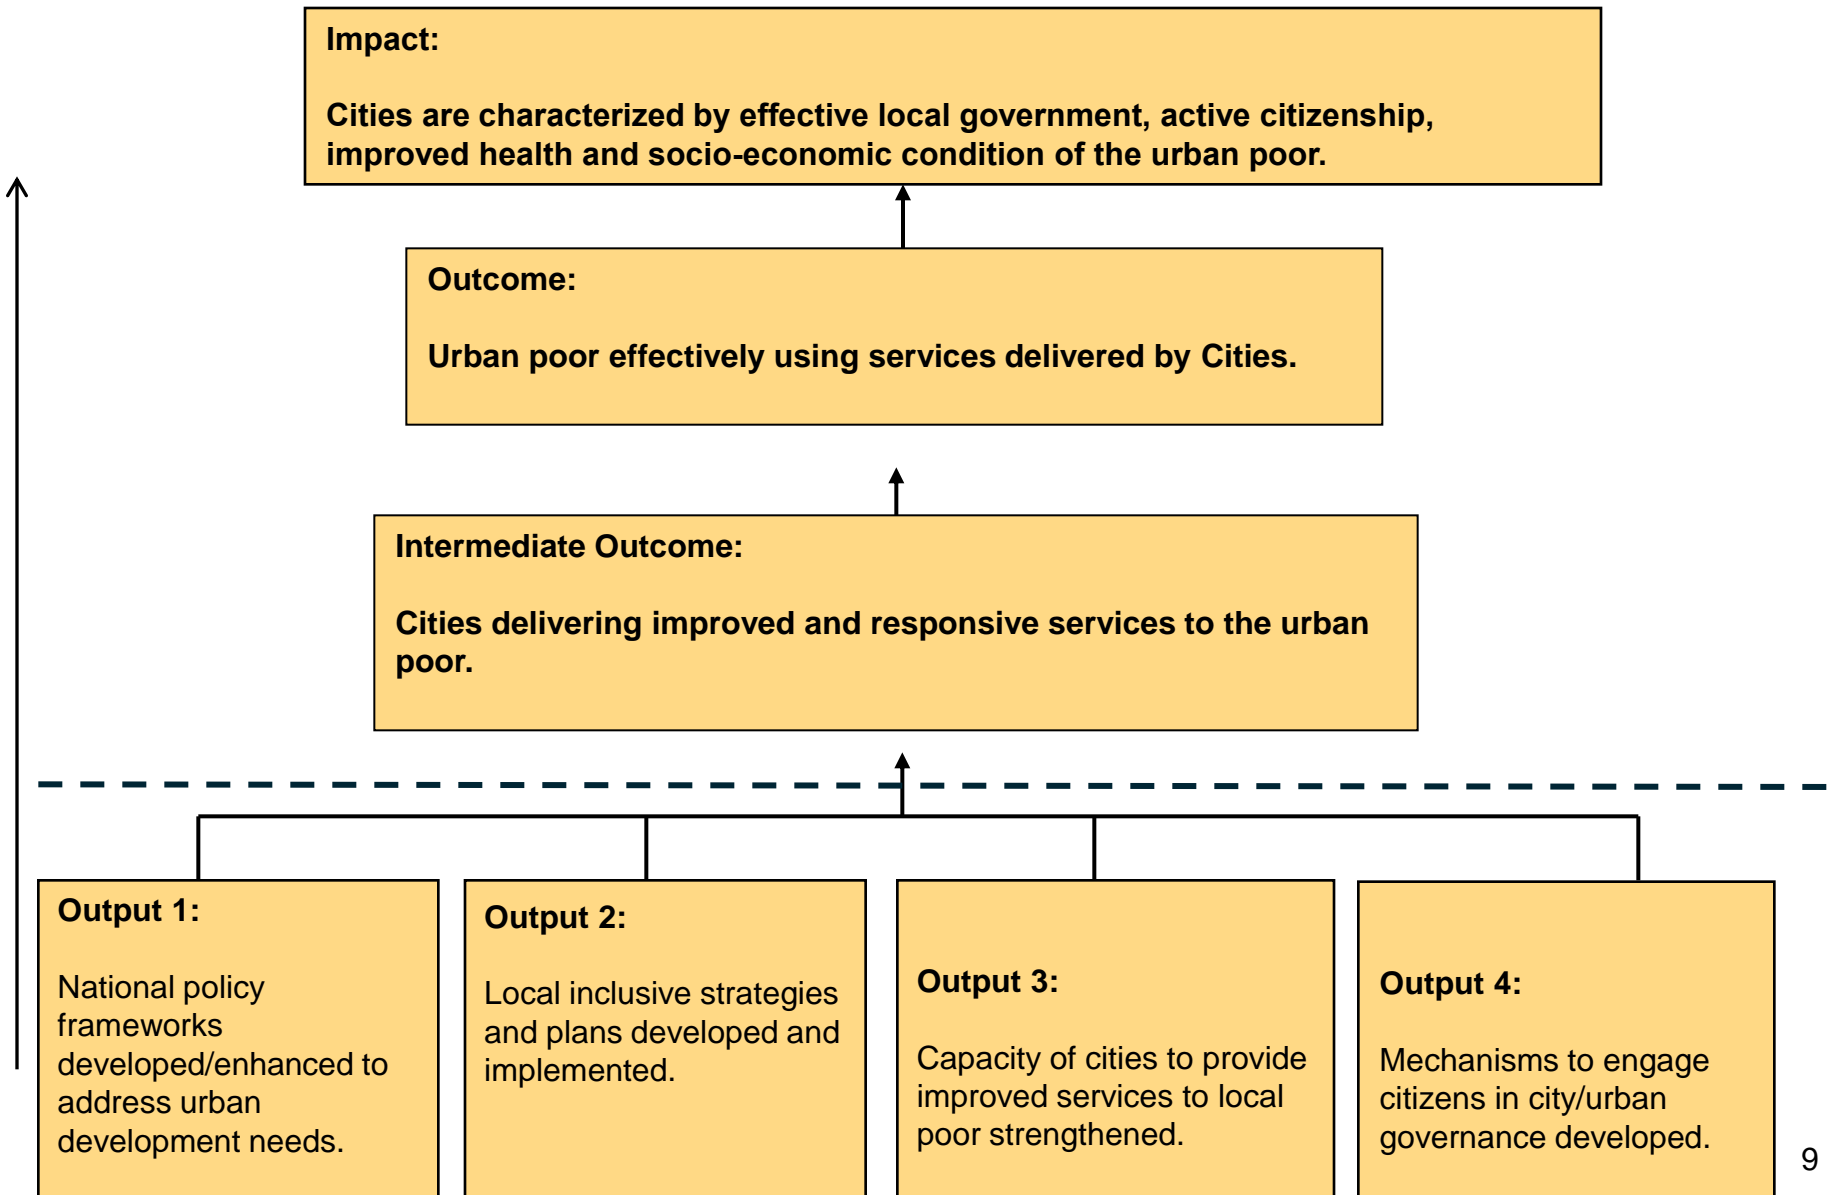 Impact:
Cities are characterized by effective local government, active citizenship,
improved health and socio-economic condition of the urban poor.
Outcome:
Urban poor effectively using services delivered by Cities.
Intermediate Outcome:
Cities delivering improved and responsive services to the urban
poor.
Output 1:
National policy
frameworks
developed/enhanced to
address urban
development needs.
Output 2:
Local inclusive strategies
and plans developed and
implemented.
Output 3:
Capacity of cities to provide
improved services to local
poor strengthened.
Output 4:
Mechanisms to engage
citizens in city/urban
governance developed.
9